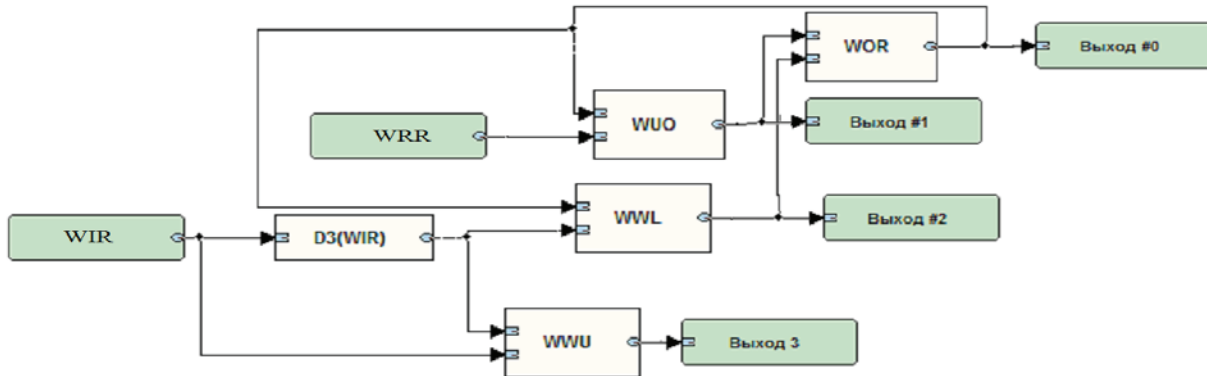 WOR
Выход #0
WRR
WUO
Выход #1
WWL
Выход #2
WIR
D3(WIR)
WWU
Выход 3